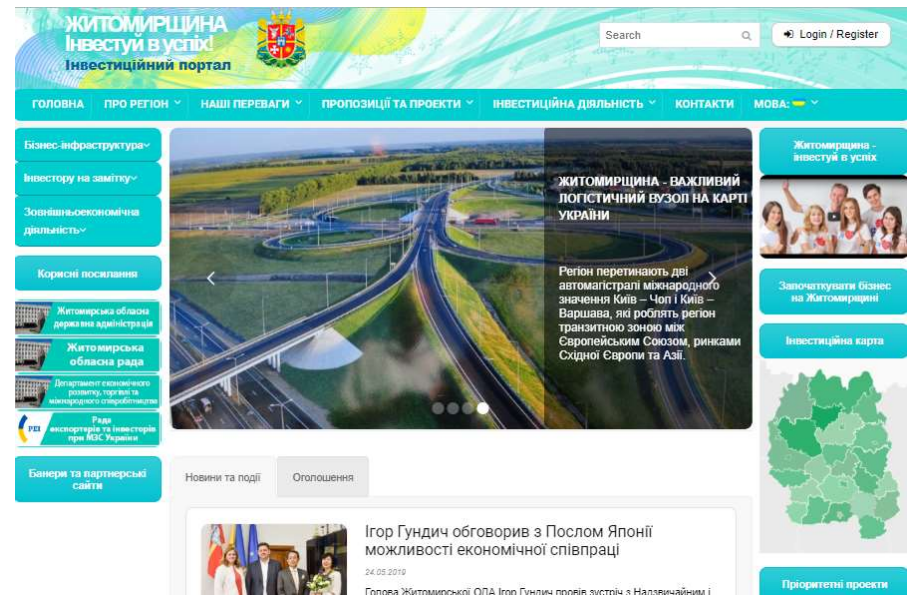 ЖИТОМИРЩИНА
Інвестуй в успіх!
Інвестиційний портал
Search
Login / Register
ГОЛОВНА
ПРО РЕГІОН
НАШІ ПЕРЕВАГИ
ПРОПОЗИЦІЇ ТА ПРОЕКТИ
ІНВЕСТИЦІЙНА ДІЯЛЬНІСТЬ
КОНТАКТИ
МОВА:
Бізнес-інфраструктура
Інвестору на замітку
Зовнішньоекономічна
діяльність
Корисні посилання
Житомирська обласна
державна адміністрація
Житомирська
обласна рада
Департамент економічного
розвитку, торгівлі та
міжнародного співробітництва
РЕІ
Рада
експортерів та інвесторів
при МЗС України
Банери та партнерські
сайти
ЖИТОМИРЩИНА - ВАЖЛИВИЙ
ЛОГІСТИЧНИЙ ВУЗОЛ НА КАРТІ
УКРАЇНИ
Регіон перетинають дві
автомагістралі міжнародного
значення Київ – Чоп і Київ –
Варшава, які роблять регіон
транзитною зоною між
Європейським Союзом, ринками
Східної Європи та Азії.
Новини та події
Оголошення
Ігор Гундич обговорив з Послом Японії
можливості економічної співпраці
24.05.2019
Голова Житомирської ОДА Ігор Гундич провів зустріч з Надзвичайним і
Житомирщина -
інвестуй в успіх
Започаткувати бізнес
на Житомирщині
Інвестиційна карта
Пріоритетні проекти